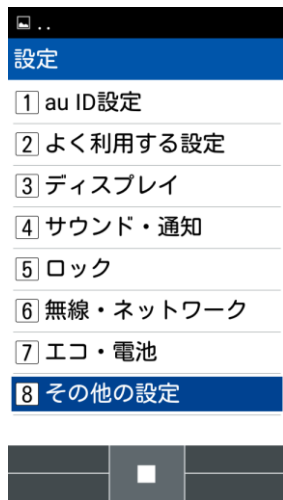 設定
1 au ID設定
2 よく利用する設定
3 ディスプレイ
4 サウンド・通知
5 ロック
6 無線・ネットワーク
7 エコ・電池
8 その他の設定